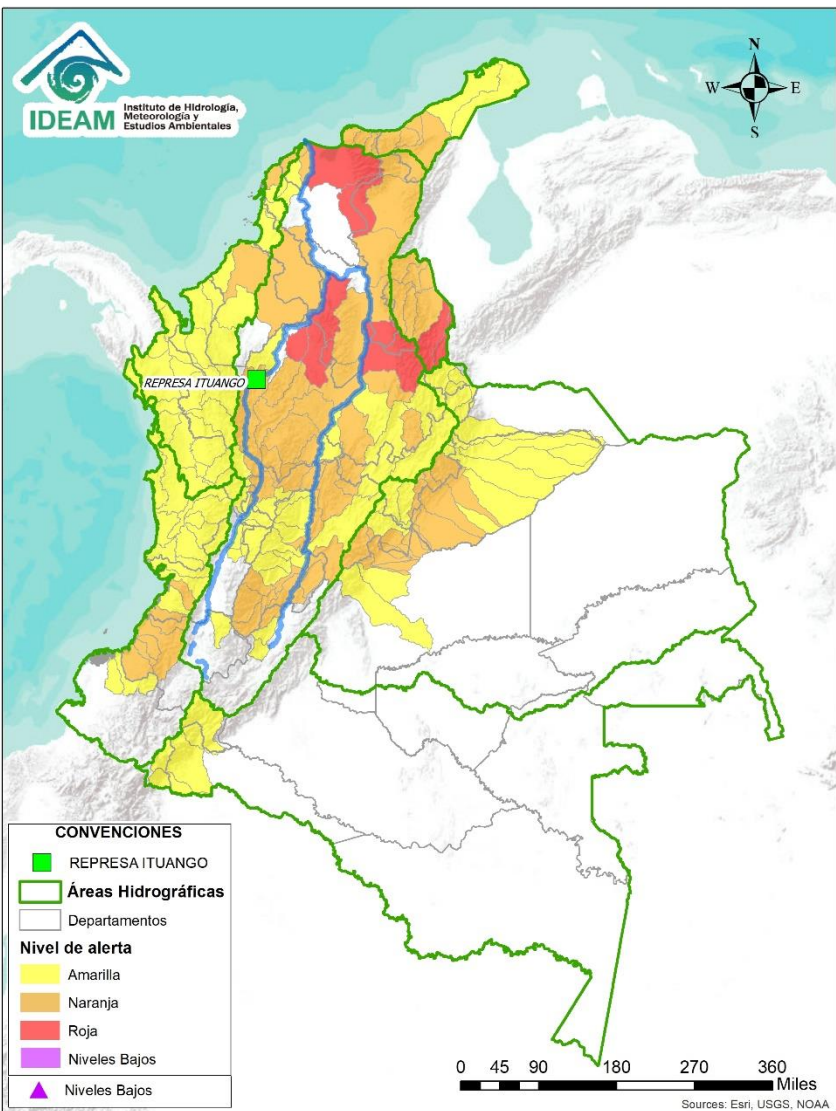 IDEAM
Instituto de Hidrología,
Meteorología y
Estudios Ambientales
N
W
E
S
REPRESA ITUANGO
CONVENCIONES
REPRESA ITUANGO
Áreas Hidrográficas
Departamentos
Nivel de alerta
Amarilla
Naranja
Roja
Niveles Bajos
Niveles Bajos
0 45 90 180 270 360
Miles
Sources: Esri, USGS, NOAA